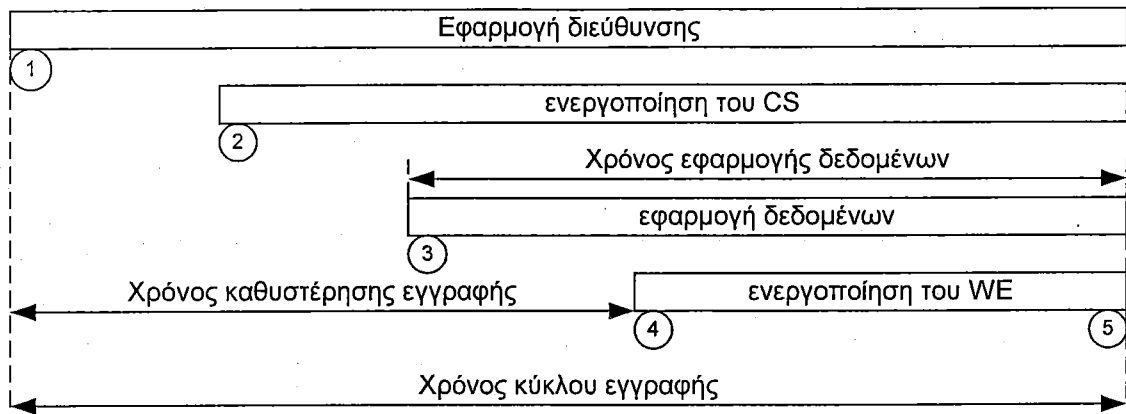 Εφαρμογή διεύθυνσης
1
ενεργοποίηση του CS
2
Χρόνος εφαρμογής δεδομένων
εφαρμογή δεδομένων
3
Χρόνος καθυστέρησης εγγραφής
ενεργοποίηση του WE
4
5
Χρόνος κύκλου εγγραφής